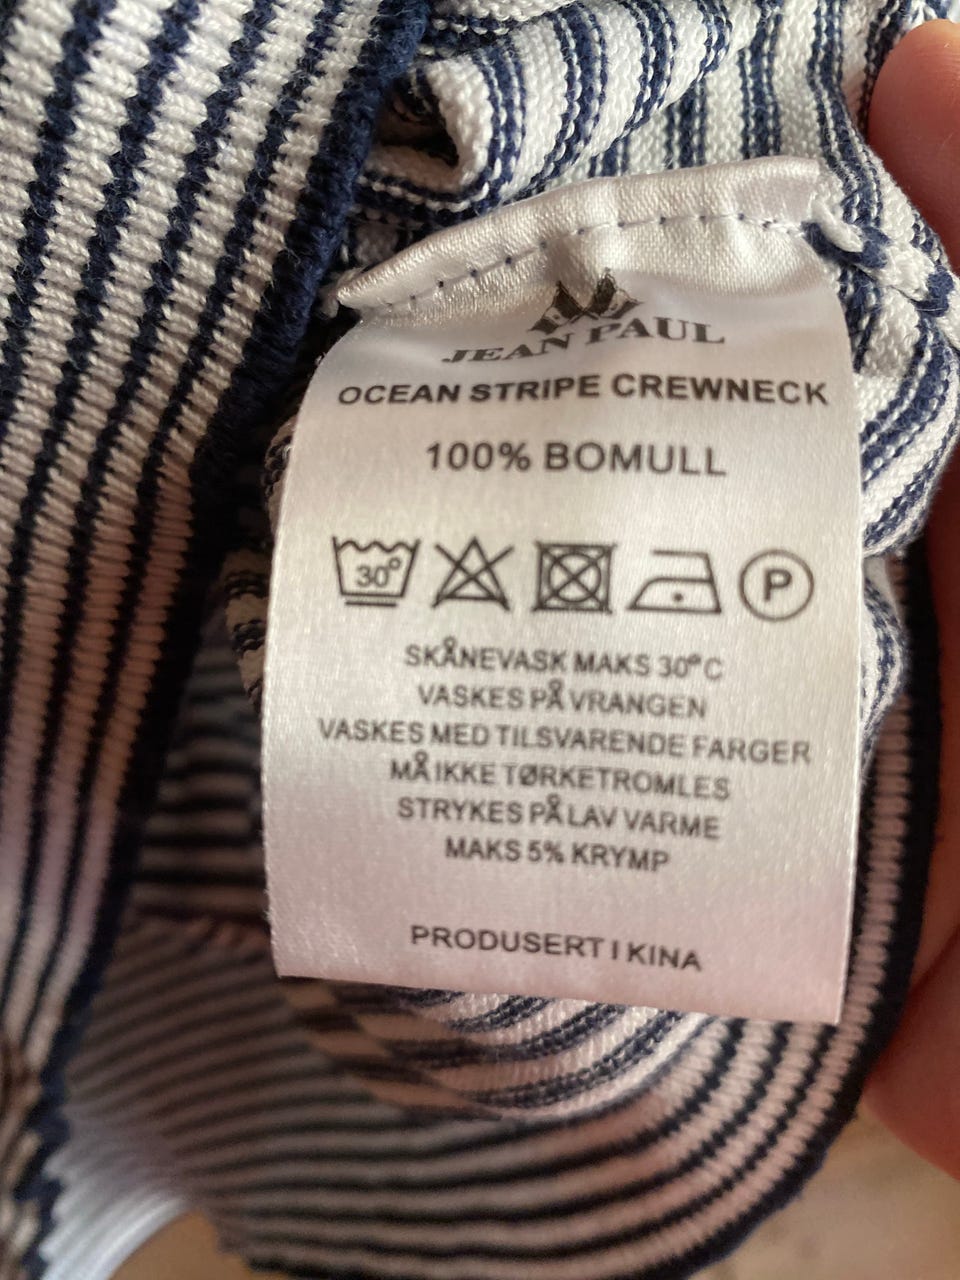 JEAN PAUL
OCEAN STRIPE CREWNECK
100% BOMULL
30° P
SKÅNEVASK MAKS 30°C
VASKES PÅ VRANGEN
VASKES MED TILSVARENDE FARGER
MÅ IKKE TØRKETROMLES
STRYKES PÅ LAV VARME
MAKS 5% KRYMP
PRODUSERT I KINA